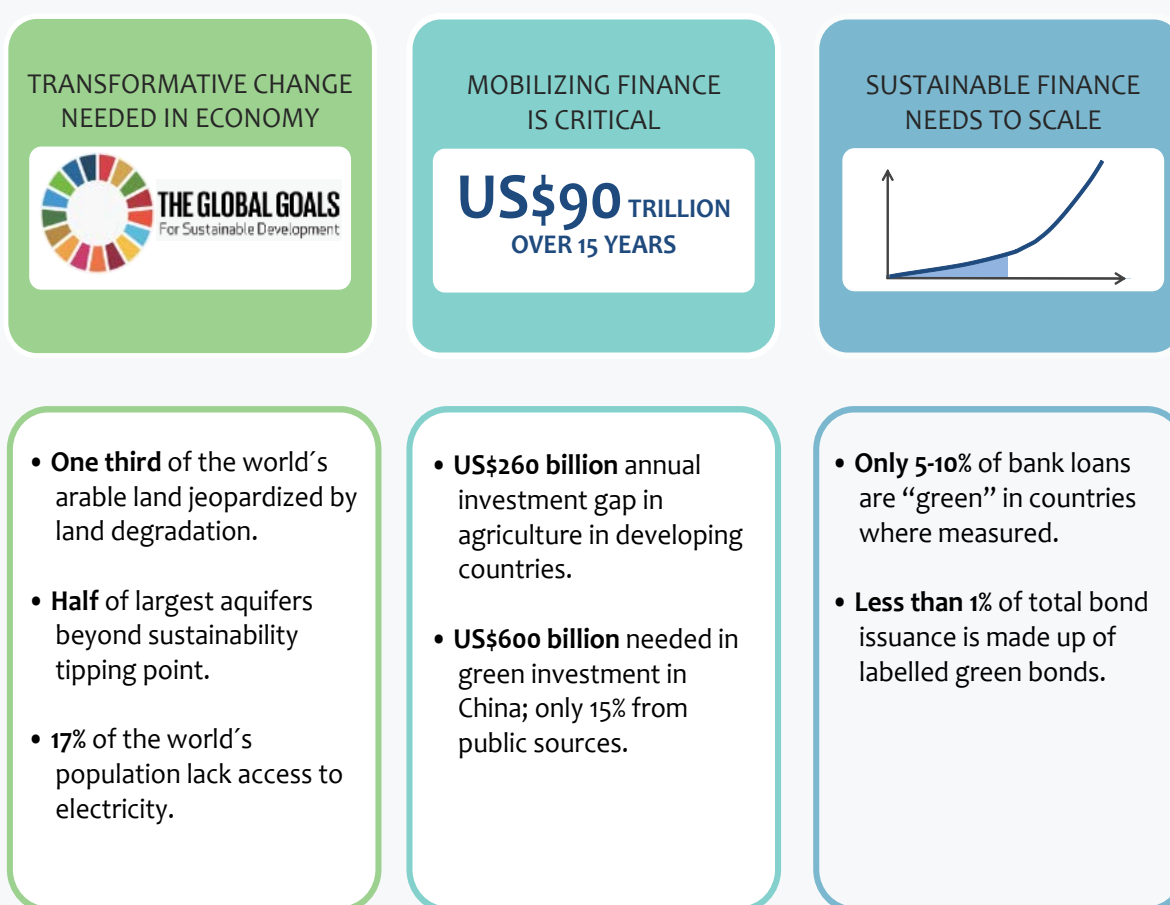 TRANSFORMATIVE CHANGE
NEEDED IN ECONOMY
THE GLOBAL GOALS
For Sustainable Development
MOBILIZING FINANCE
IS CRITICAL
US$90 TRILLION
OVER 15 YEARS
SUSTAINABLE FINANCE
NEEDS TO SCALE
• One third of the world´s
arable land jeopardized by
land degradation.
• Half of largest aquifers
beyond sustainability
tipping point.
• 17% of the world´s
population lack access to
electricity.
• US$260 billion annual
investment gap in
agriculture in developing
countries.
• US$600 billion needed in
green investment in
China; only 15% from
public sources.
• Only 5-10% of bank loans
are “green” in countries
where measured.
• Less than 1% of total bond
issuance is made up of
labelled green bonds.